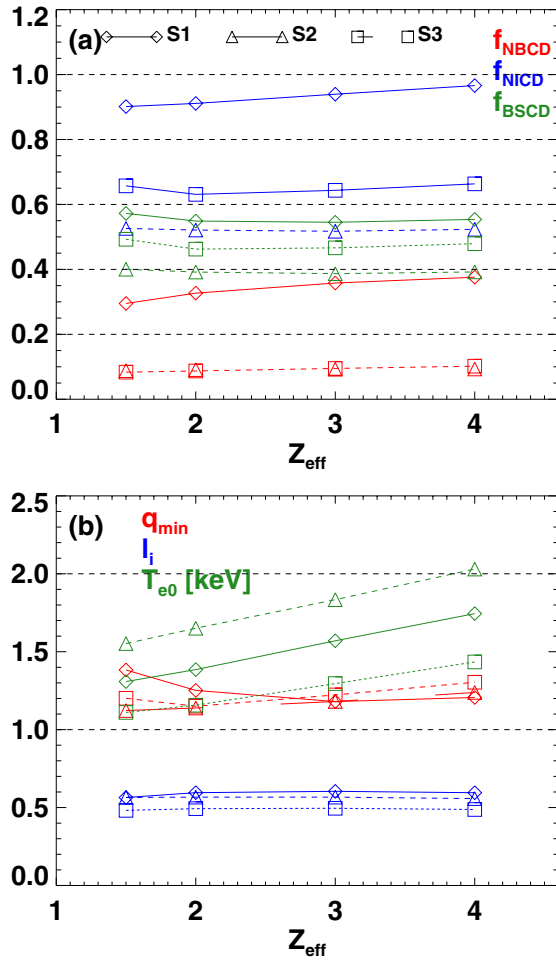 1.2
(a) S1 S2 S3 f_NBCD
1.0 f_NICD
f_BSCD
0.8
0.6
0.4
0.2
0.0
1 2 3 4
Z_eff
2.5
(b) q_min
l_i
2.0 T_e0 [keV]
1.5
1.0
0.5
0.0
1 2 3 4
Z_eff